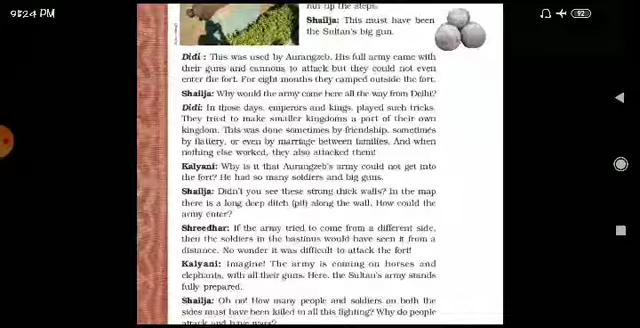 9:24 PM
92
run up the steps.
Shailja: This must have been
the Sultan's big gun.
Didi : This was used by Aurangzeb. His full army came with
their guns and cannons to attack but they could not even
enter the fort. For eight months they camped outside the fort.
Shailja: Why would the army come here all the way from Delhi?
Didi: In those days, emperors and kings, played such tricks.
They tried to make smaller kingdoms a part of their own
kingdom. This was done sometimes by friendship, sometimes
by flattery, or even by marriage between families. And when
nothing else worked, they also attacked them!
Kalyani: Why is it that Aurangzeb's army could not get into
the fort? He had so many soldiers and big guns.
Shailja: Didn't you see these strong thick walls? In the map
there is a long deep ditch (pit) along the wall. How could the
army enter?
Shreedhar: If the army tried to come from a different side,
then the soldiers in the bastions would have seen it from a
distance. No wonder it was difficult to attack the fort!
Kalyani: Imagine! The army is coming on horses and
elephants, with all their guns. Here, the Sultan's army stands
fully prepared.
Shailja: Oh no! How many people and soldiers on both the
sides must have been killed in all this fighting? Why do people
attack and have wars?